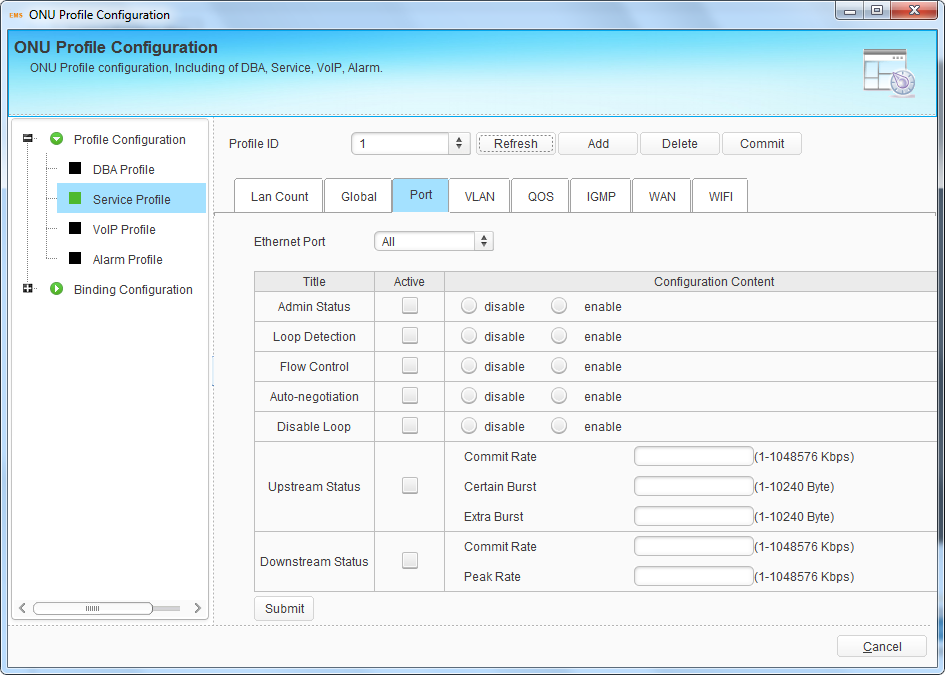 EMS ONU Profile Configuration
ONU Profile Configuration
ONU Profile configuration, Including of DBA, Service, VoIP, Alarm.
Profile Configuration
DBA Profile
Service Profile
VoIP Profile
Alarm Profile
Binding Configuration
Profile ID 1 Refresh Add Delete Commit
Lan Count Global Port VLAN QOS IGMP WAN WIFI
Ethernet Port All
Title Active Configuration Content
Admin Status disable enable
Loop Detection disable enable
Flow Control disable enable
Auto-negotiation disable enable
Disable Loop disable enable
Upstream Status
Commit Rate (1-1048576 Kbps)
Certain Burst (1-10240 Byte)
Extra Burst (1-10240 Byte)
Downstream Status
Commit Rate (1-1048576 Kbps)
Peak Rate (1-1048576 Kbps)
Submit
Cancel